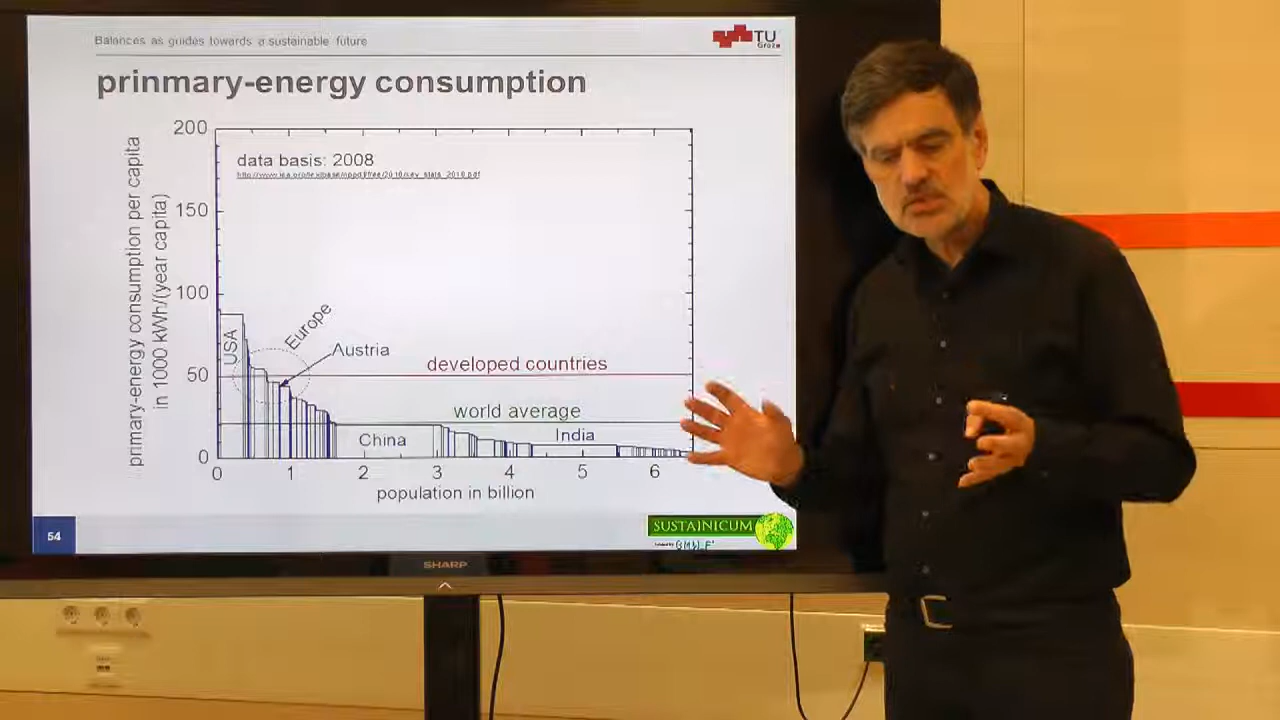 Balances as guides towards a sustainable future
TU
Graz
prinmary-energy consumption
primary-energy consumption per capita
in 1000 kWh/(year capita)
200
150
100
50
0
data basis: 2008
USA
Europe
Austria
developed countries
world average
China
India
0 1 2 3 4 5 6
population in billion
54
SUSTAINICUM
SHARP